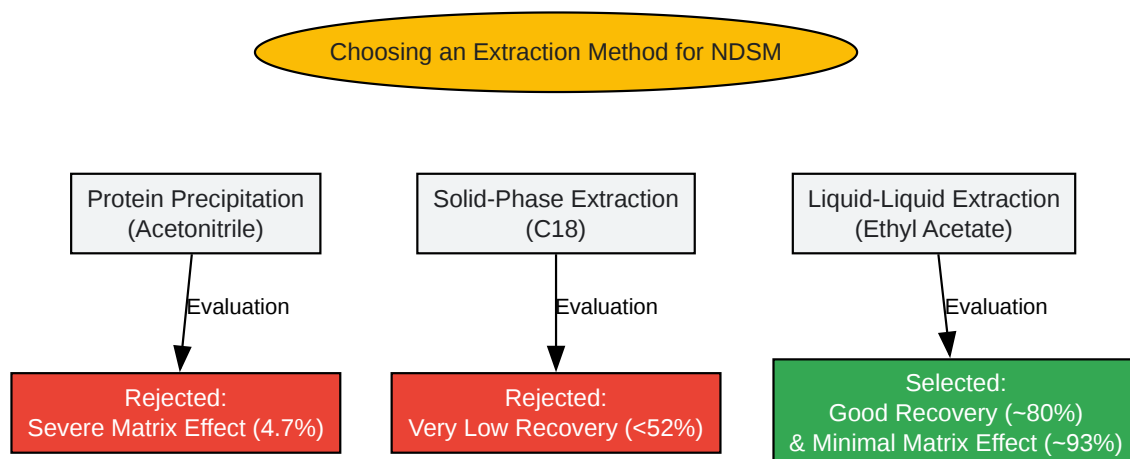 Choosing an Extraction Method for NDSM
Protein Precipitation
(Acetonitrile)
Solid-Phase Extraction
(C18)
Liquid-Liquid Extraction
(Ethyl Acetate)
Evaluation
Evaluation
Evaluation
Rejected:
Severe Matrix Effect (4.7%)
Rejected:
Very Low Recovery (<52%)
Selected:
Good Recovery (~80%)
& Minimal Matrix Effect (~93%)